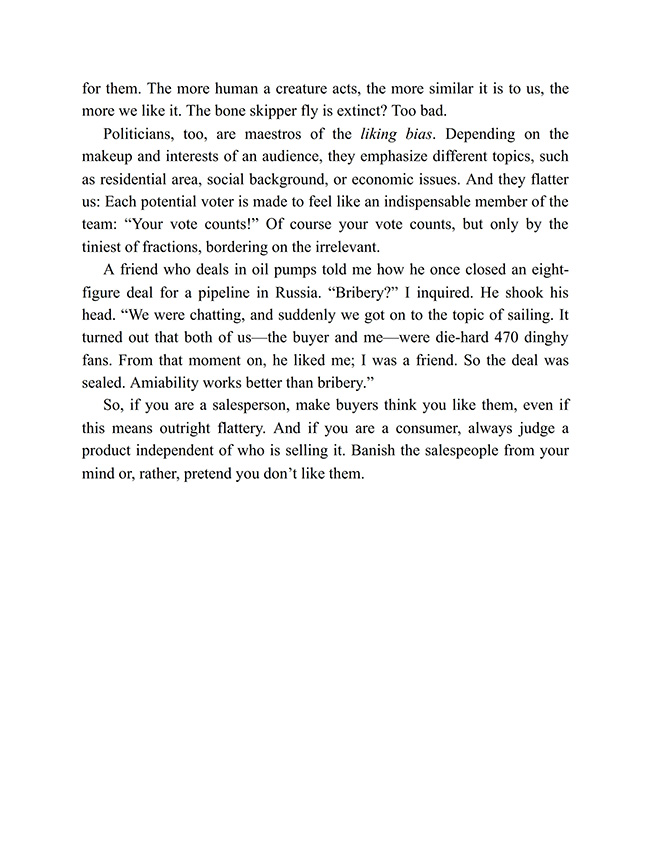 for them. The more human a creature acts, the more similar it is to us, the
more we like it. The bone skipper fly is extinct? Too bad.
Politicians, too, are maestros of the liking bias. Depending on the
makeup and interests of an audience, they emphasize different topics, such
as residential area, social background, or economic issues. And they flatter
us: Each potential voter is made to feel like an indispensable member of the
team: “Your vote counts!” Of course your vote counts, but only by the
tiniest of fractions, bordering on the irrelevant.
A friend who deals in oil pumps told me how he once closed an eight-
figure deal for a pipeline in Russia. “Bribery?” I inquired. He shook his
head. “We were chatting, and suddenly we got on to the topic of sailing. It
turned out that both of us—the buyer and me—were die-hard 470 dinghy
fans. From that moment on, he liked me; I was a friend. So the deal was
sealed. Amiability works better than bribery.”
So, if you are a salesperson, make buyers think you like them, even if
this means outright flattery. And if you are a consumer, always judge a
product independent of who is selling it. Banish the salespeople from your
mind or, rather, pretend you don’t like them.